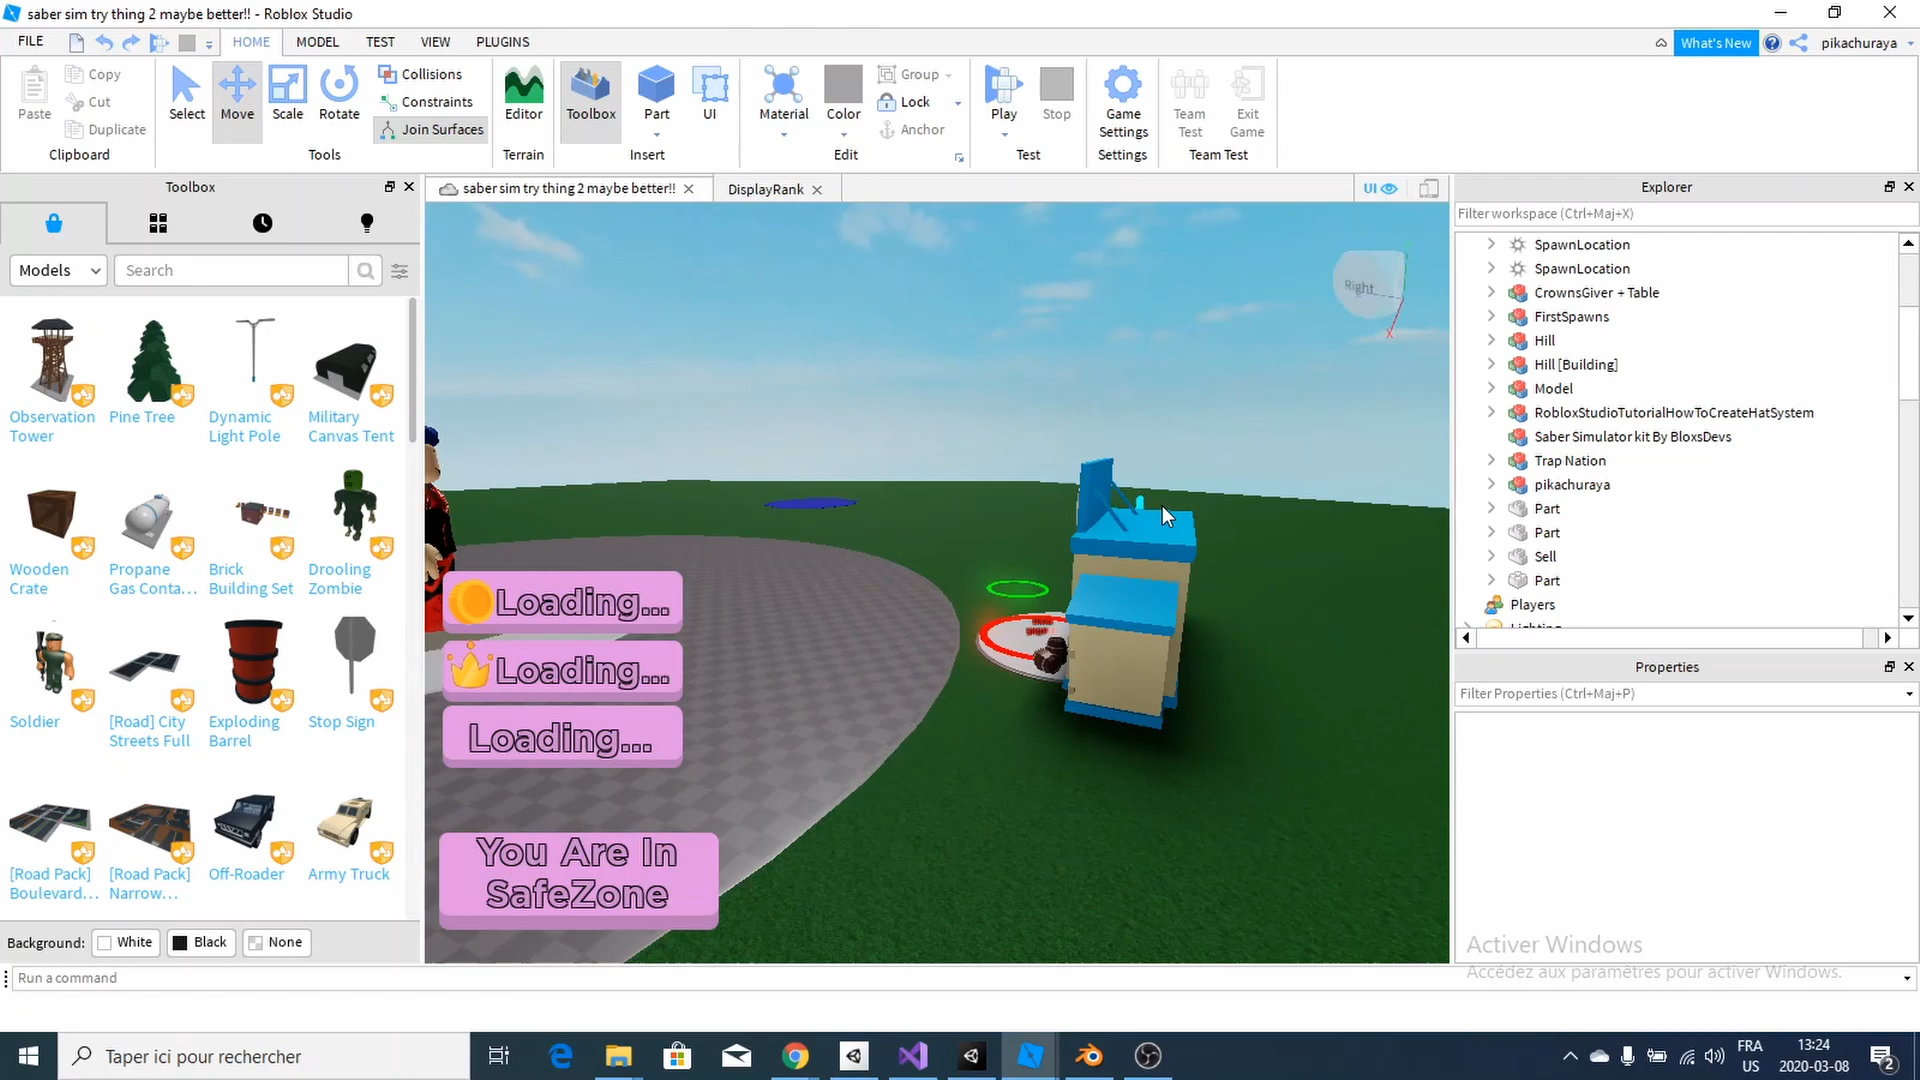 saber sim try thing 2 maybe better!! - Roblox Studio
FILE
HOME
MODEL
TEST
VIEW
PLUGINS
What's New
pikachuraya
Paste
Copy
Cut
Duplicate
Clipboard
Select
Move
Scale
Rotate
Collisions
Constraints
Join Surfaces
Tools
Editor
Terrain
Toolbox
Part
UI
Insert
Material
Color
Group
Lock
Anchor
Edit
Play
Stop
Test
Game
Settings
Settings
Team
Test
Exit
Game
Team Test
Toolbox
Models
Search
Observation
Tower
Pine Tree
Dynamic
Light Pole
Military
Canvas Tent
Wooden
Crate
Propane
Gas Conta...
Brick
Building Set
Drooling
Zombie
Soldier
[Road] City
Streets Full
Exploding
Barrel
Stop Sign
[Road Pack]
Boulevard...
[Road Pack]
Narrow...
Off-Roader
Army Truck
Background:
White
Black
None
saber sim try thing 2 maybe better!!
DisplayRank
UI
Right
X
Loading...
Loading...
Loading...
You Are In
SafeZone
Explorer
Filter workspace (Ctrl+Maj+X)
SpawnLocation
SpawnLocation
CrownsGiver + Table
FirstSpawns
Hill
Hill [Building]
Model
RobloxStudioTutorialHowToCreateHatSystem
Saber Simulator kit By BloxsDevs
Trap Nation
pikachuraya
Part
Part
Sell
Part
Players
Lighting
Properties
Filter Properties (Ctrl+Maj+P)
Activer Windows
Accédez aux paramètres pour activer Windows.
Run a command
Taper ici pour rechercher
FRA
US
13:24
2020-03-08
2